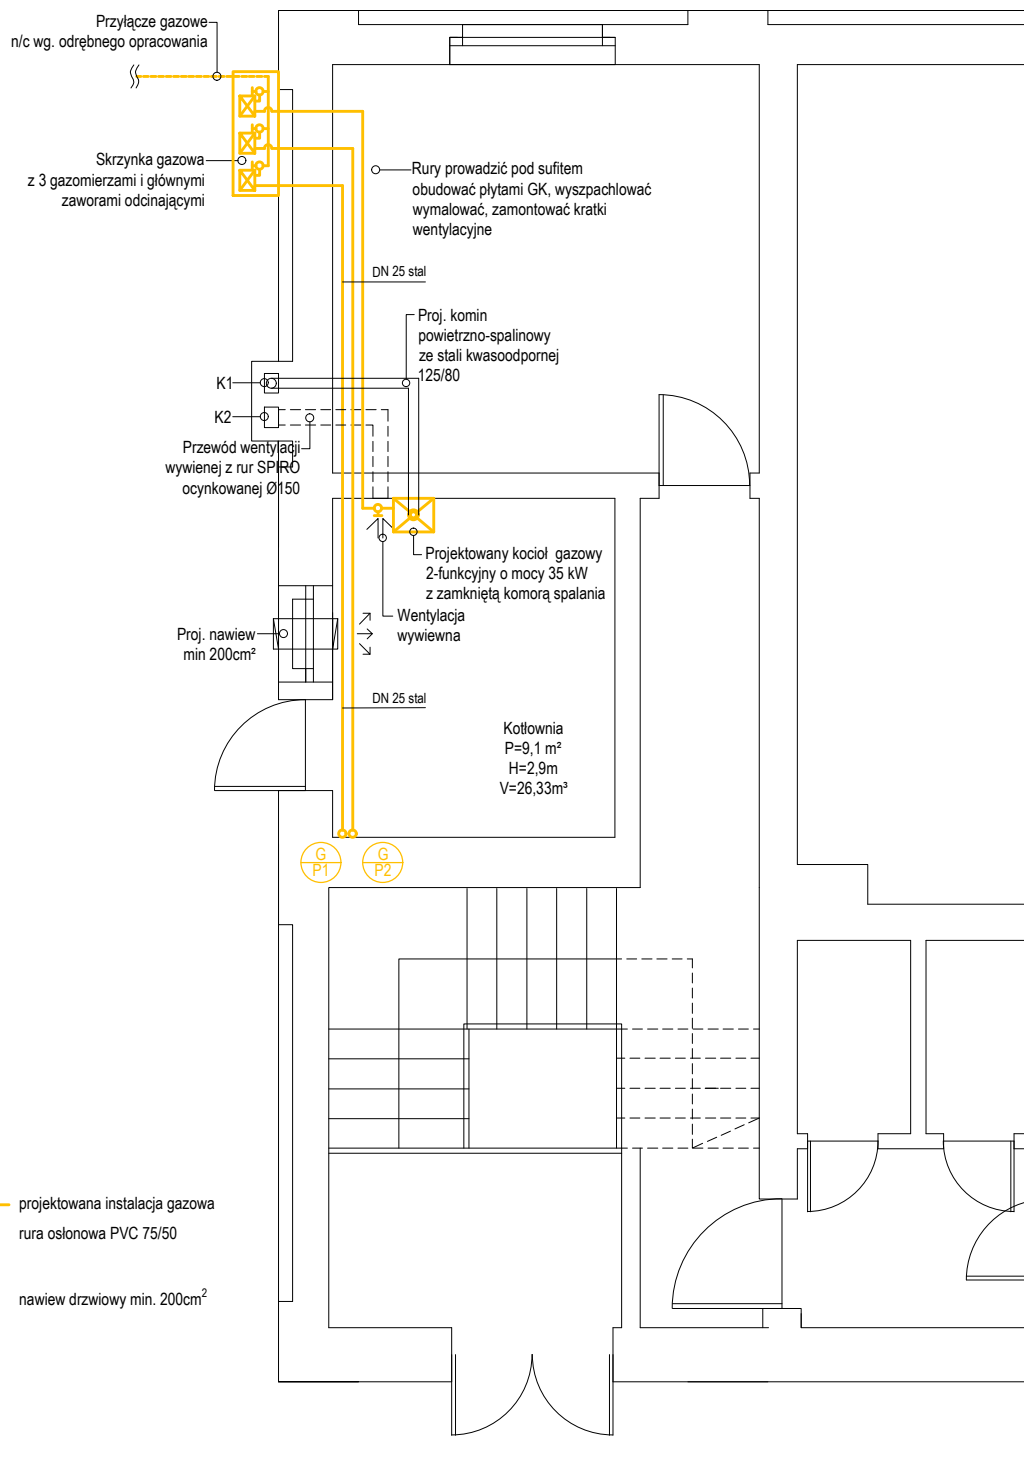 Przyłącze gazowe
n/c wg. odrębnego opracowania
Skrzynka gazowa
z 3 gazomierzami i głównymi
zaworami odcinającymi
Rury prowadzić pod sufitem
obudować płytami GK, wyszpachlować
wymalować, zamontować kratki
wentylacyjne
DN 25 stal
Proj. komin
powietrzno-spalinowy
ze stali kwasoodpornej
125/80
K1
K2
Przewód wentylacji
wywienej z rur SPIRO
ocynkowanej Ø150
Projektowany kocioł gazowy
2-funkcyjny o mocy 35 kW
z zamkniętą komorą spalania
Wentylacja
wywiewna
Proj. nawiew
min 200cm²
DN 25 stal
Kotłownia
P=9,1 m²
H=2,9m
V=26,33m³
G
P1
G
P2
projektowana instalacja gazowa
rura osłonowa PVC 75/50
nawiew drzwiowy min. 200cm²